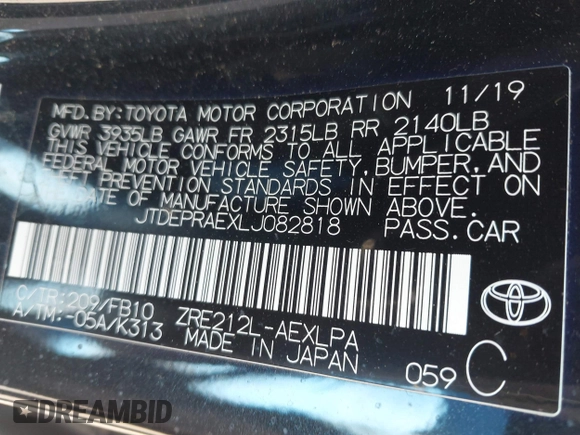 MFD.BY:TOYOTA MOTOR CORPORATION 11/19
GVWR 3935LB GAWR FR 2315LB RR 2140LB
THIS VEHICLE CONFORMS TO ALL APPLICABLE
FEDERAL MOTOR VEHICLE SAFETY,BUMPER,AND
THEFT PREVENTION STANDARDS IN EFFECT ON
THE DATE OF MANUFACTURE SHOWN ABOVE.
JTDEPRAEXLJ082818 PASS.CAR
C/TR:209/FB10 ZRE212L-AEXLPA
A/TM:-05A/K313 MADE IN JAPAN 059 C
DREAMBID